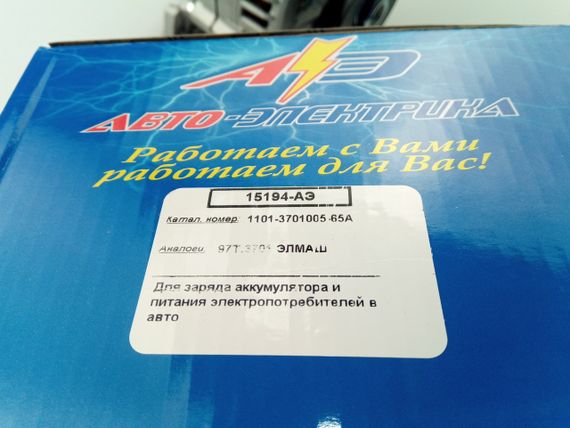 АЭ
АВТО-ЭЛЕКТРИКА
Работаем с Вами
работаем для Вас!
15194-АЭ
Катал. номер: 1101-3701005-65А
Аналоги: ЭЛМАШ
Для заряда аккумулятора и
питания электропотребителей в
авто